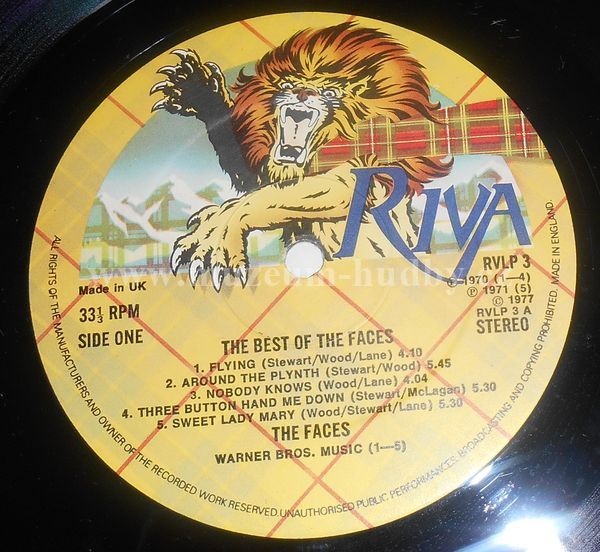 RIVA
www.muzeum-hudby
RVLP 3
℗ 1970 (1—4)
℗ 1971 (5)
© 1977
RVLP 3 A
STEREO
Made in UK
33⅓ RPM
SIDE ONE
THE BEST OF THE FACES
1. FLYING (Stewart/Wood/Lane) 4.10
2. AROUND THE PLYNTH (Stewart/Wood) 5.45
3. NOBODY KNOWS (Wood/Lane) 4.04
4. THREE BUTTON HAND ME DOWN (Stewart/McLagan) 5.30
5. SWEET LADY MARY (Wood/Stewart/Lane) 5.30
THE FACES
WARNER BROS. MUSIC (1—5)
ALL RIGHTS OF THE MANUFACTURERS AND OWNER OF THE RECORDED WORK RESERVED. UNAUTHORISED PUBLIC PERFORMANCES, BROADCASTING AND COPYING PROHIBITED. MADE IN ENGLAND.